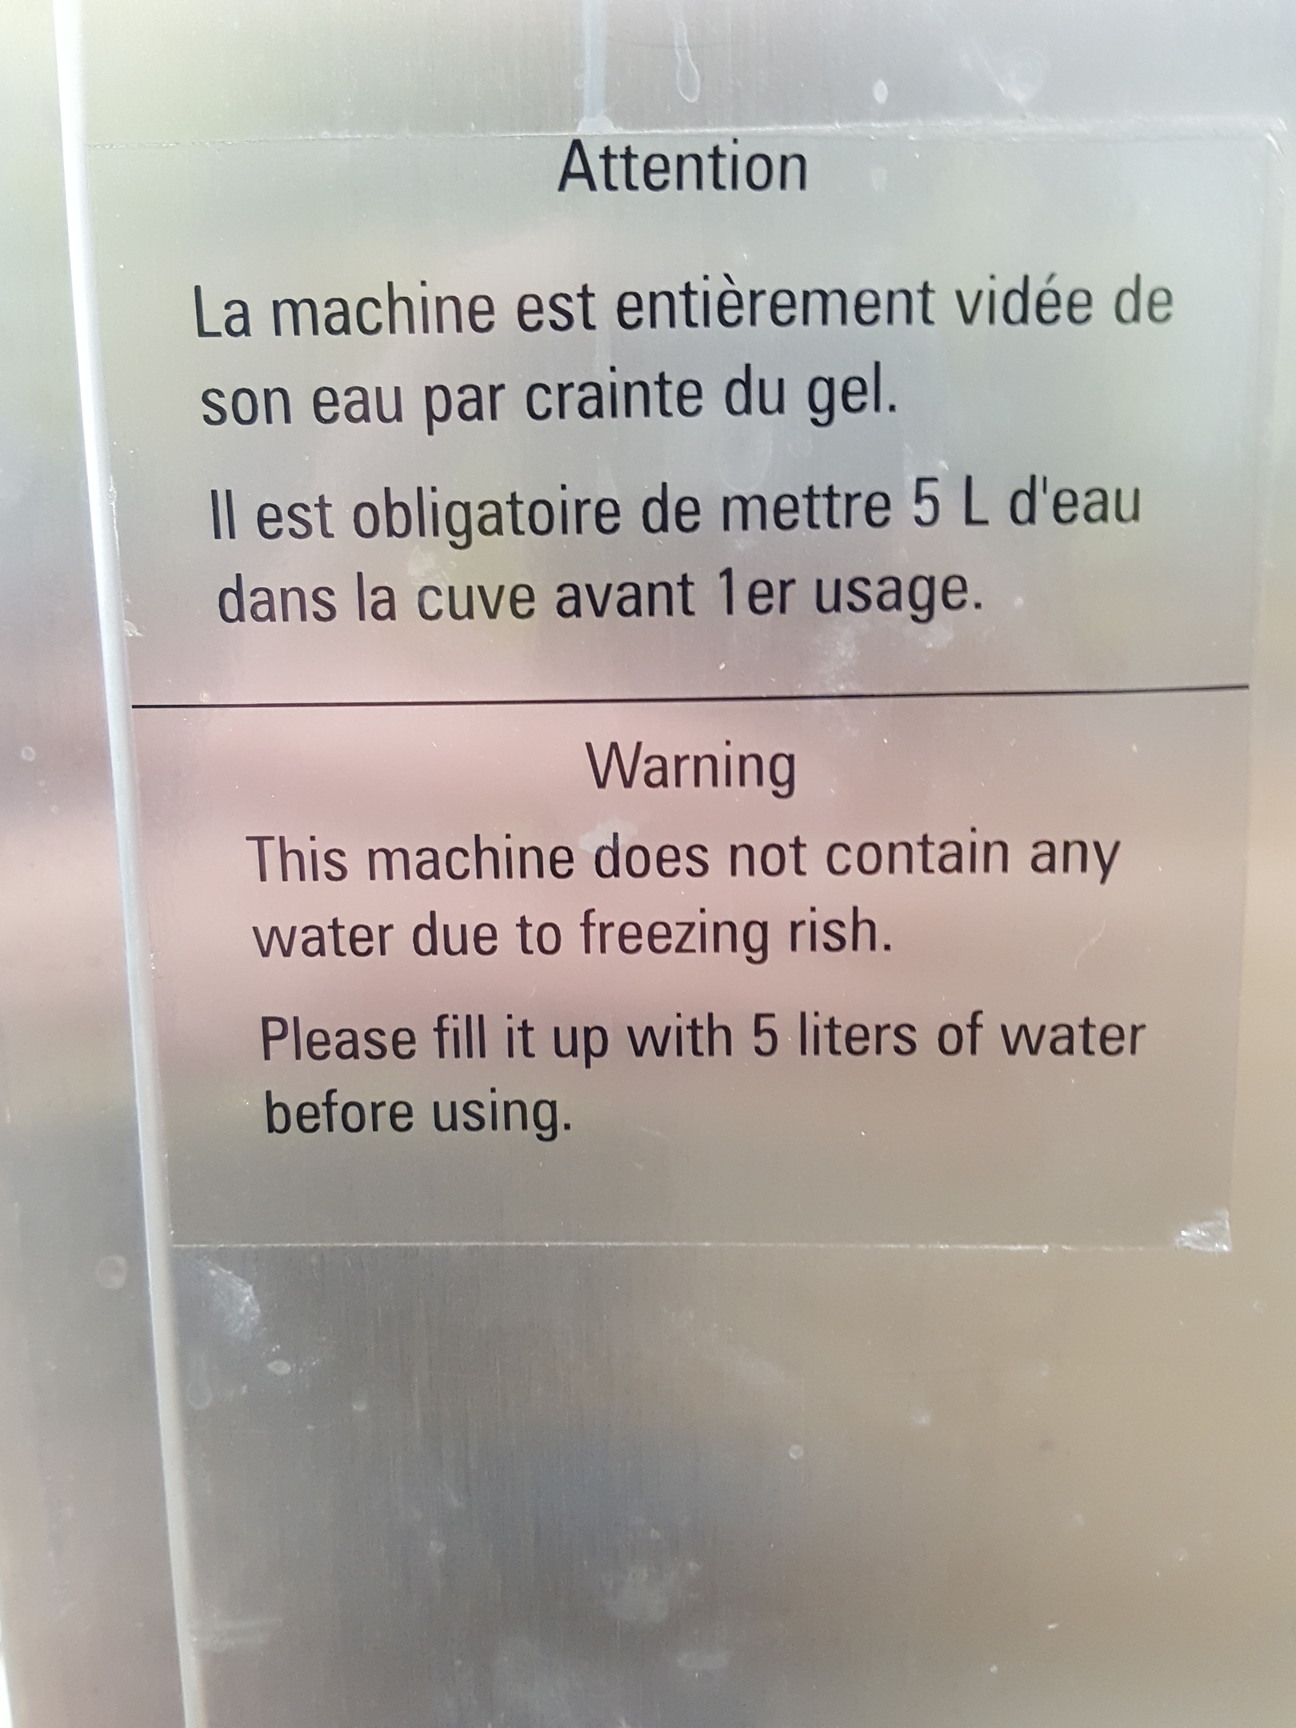 Attention
La machine est entièrement vidée de
son eau par crainte du gel.
Il est obligatoire de mettre 5 L d'eau
dans la cuve avant 1er usage.
Warning
This machine does not contain any
water due to freezing rish.
Please fill it up with 5 liters of water
before using.